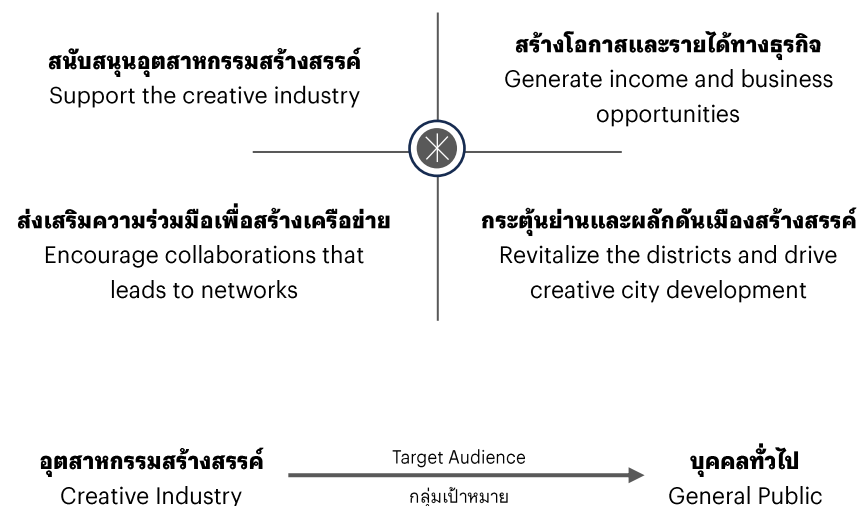 สนับสนุนอุตสาหกรรมสร้างสรรค์
Support the creative industry
สร้างโอกาสและรายได้ทางธุรกิจ
Generate income and business
opportunities
ส่งเสริมความร่วมมือเพื่อสร้างเครือข่าย
Encourage collaborations that
leads to networks
กระตุ้นย่านและผลักดันเมืองสร้างสรรค์
Revitalize the districts and drive
creative city development
อุตสาหกรรมสร้างสรรค์
Creative Industry
Target Audience
กลุ่มเป้าหมาย
บุคคลทั่วไป
General Public